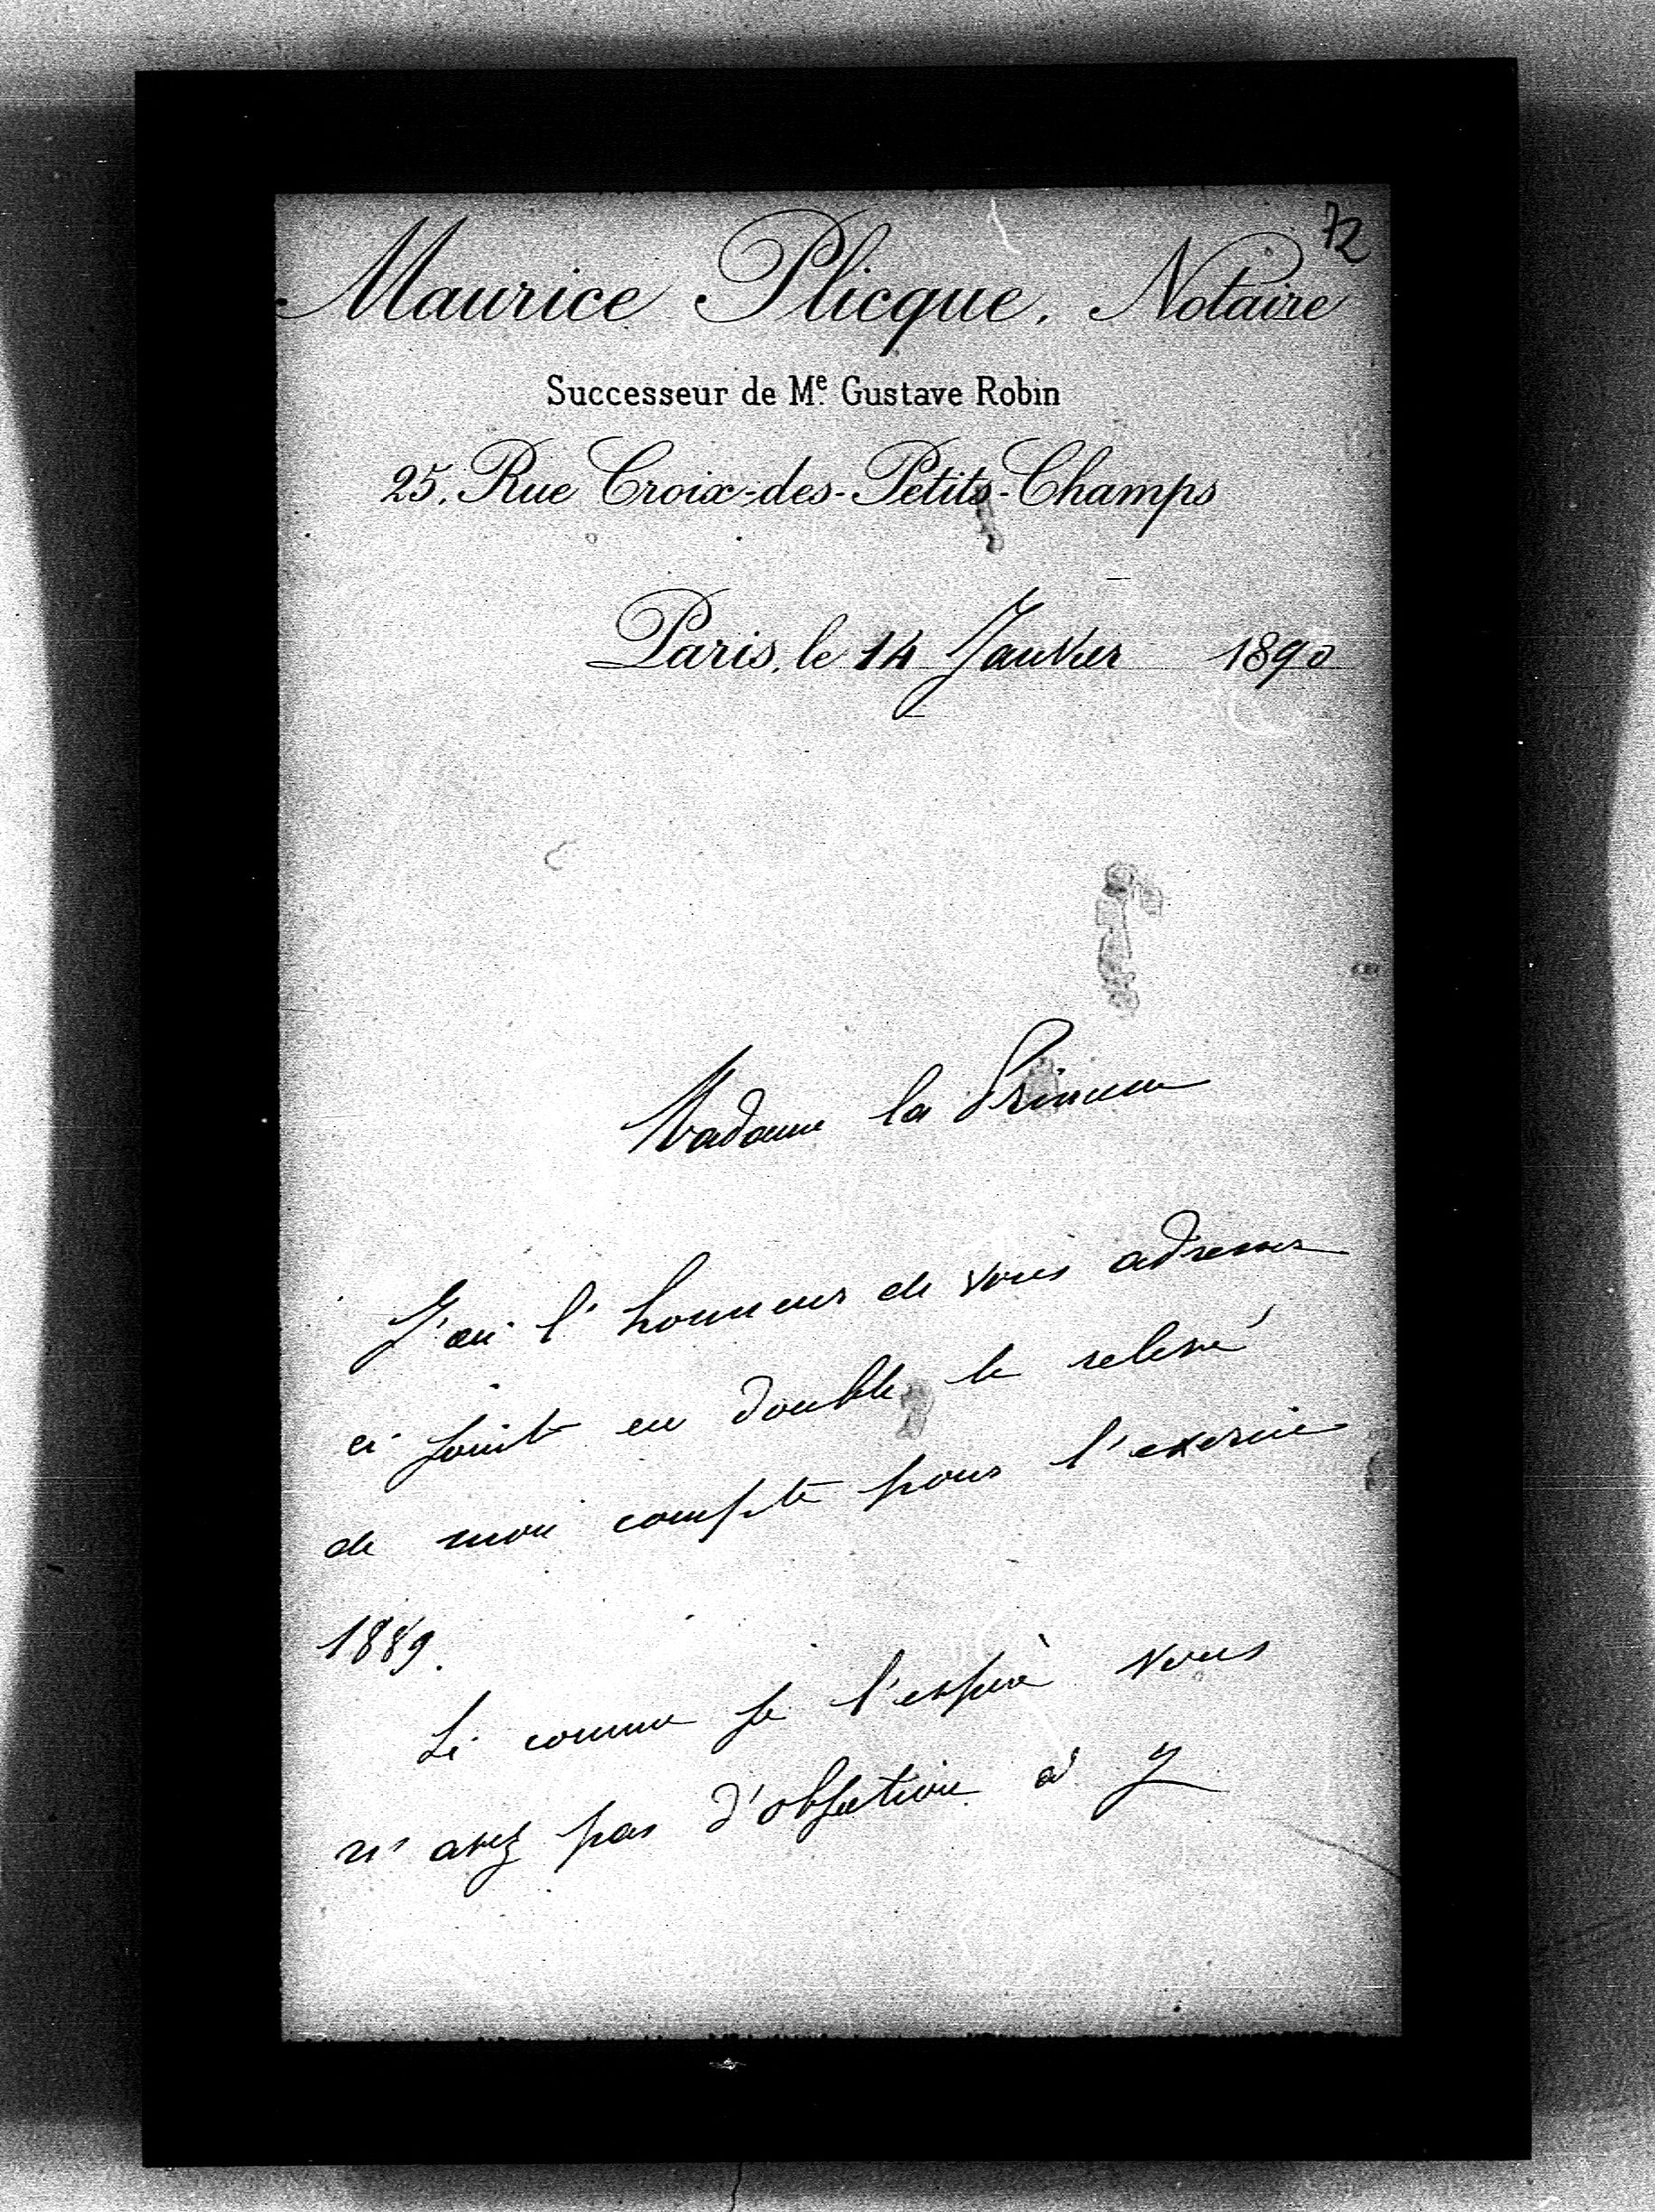 72
Maurice Plicque, Notaire
Successeur de Me. Gustave Robin
25, Rue Croix-des-Petits-Champs
Paris, le 14 Janvier 1890
Madame la Princesse
J'ai l'honneur de vous adresser
ci joint en double le relevé
de mon compte pour l'exercice
1889.
Si comme je l'espère vous
n'avez pas d'objection à y